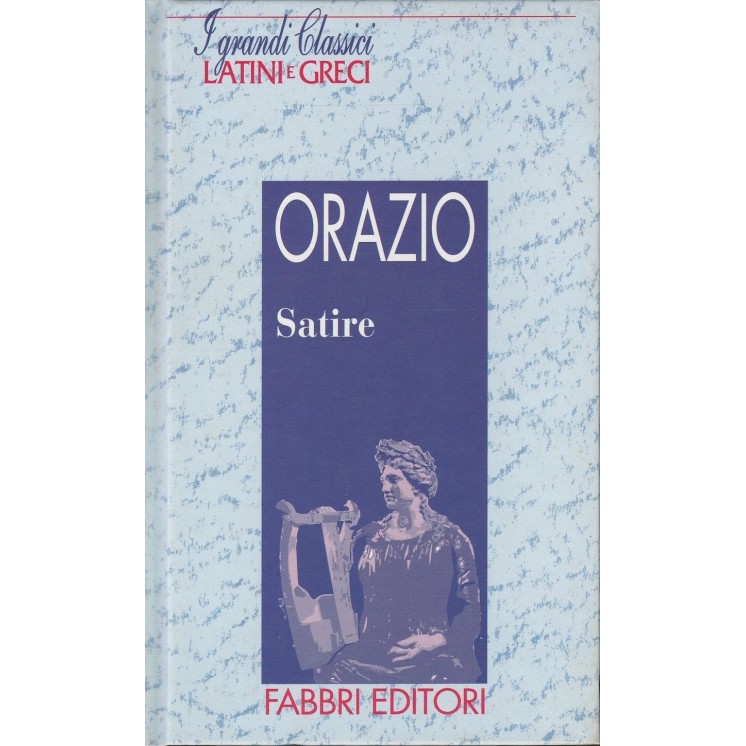 I grandi Classici
LATINI E GRECI
ORAZIO
Satire
FABBRI EDITORI